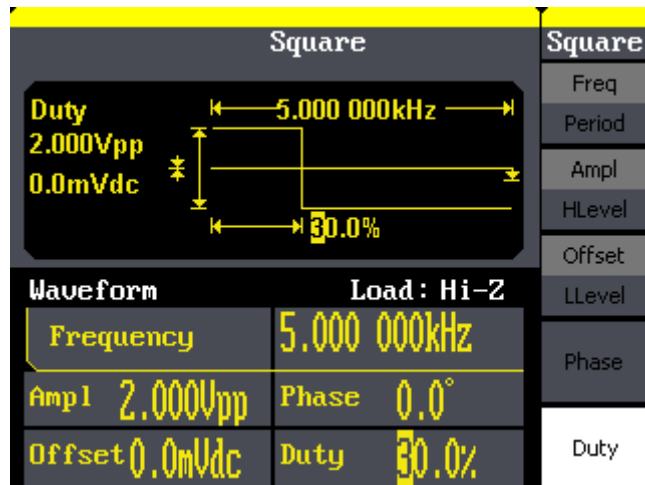 Square
Square
Freq
Period
Ampl
HLevel
Offset
LLevel
Phase
Duty
Duty
5.000 000kHz
2.000Vpp
0.0mVdc
30.0%
Waveform
Load: Hi-Z
Frequency
5.000 000kHz
Ampl 2.000Vpp
Phase 0.0°
Offset 0.0mVdc
Duty 30.0%